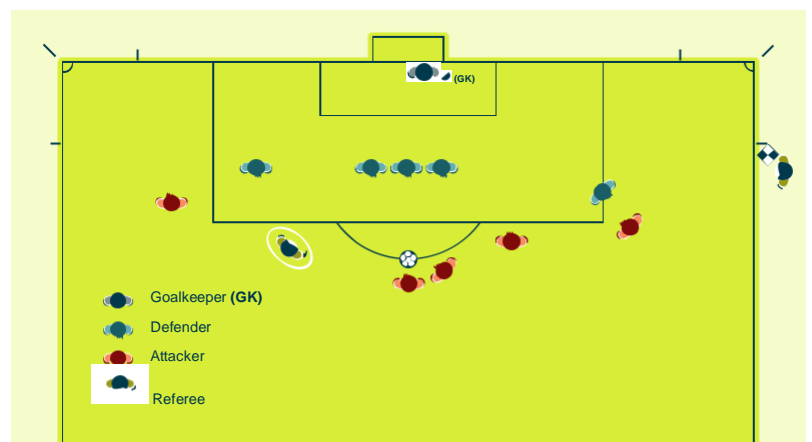 (GK)
Goalkeeper (GK)
Defender
Attacker
Referee